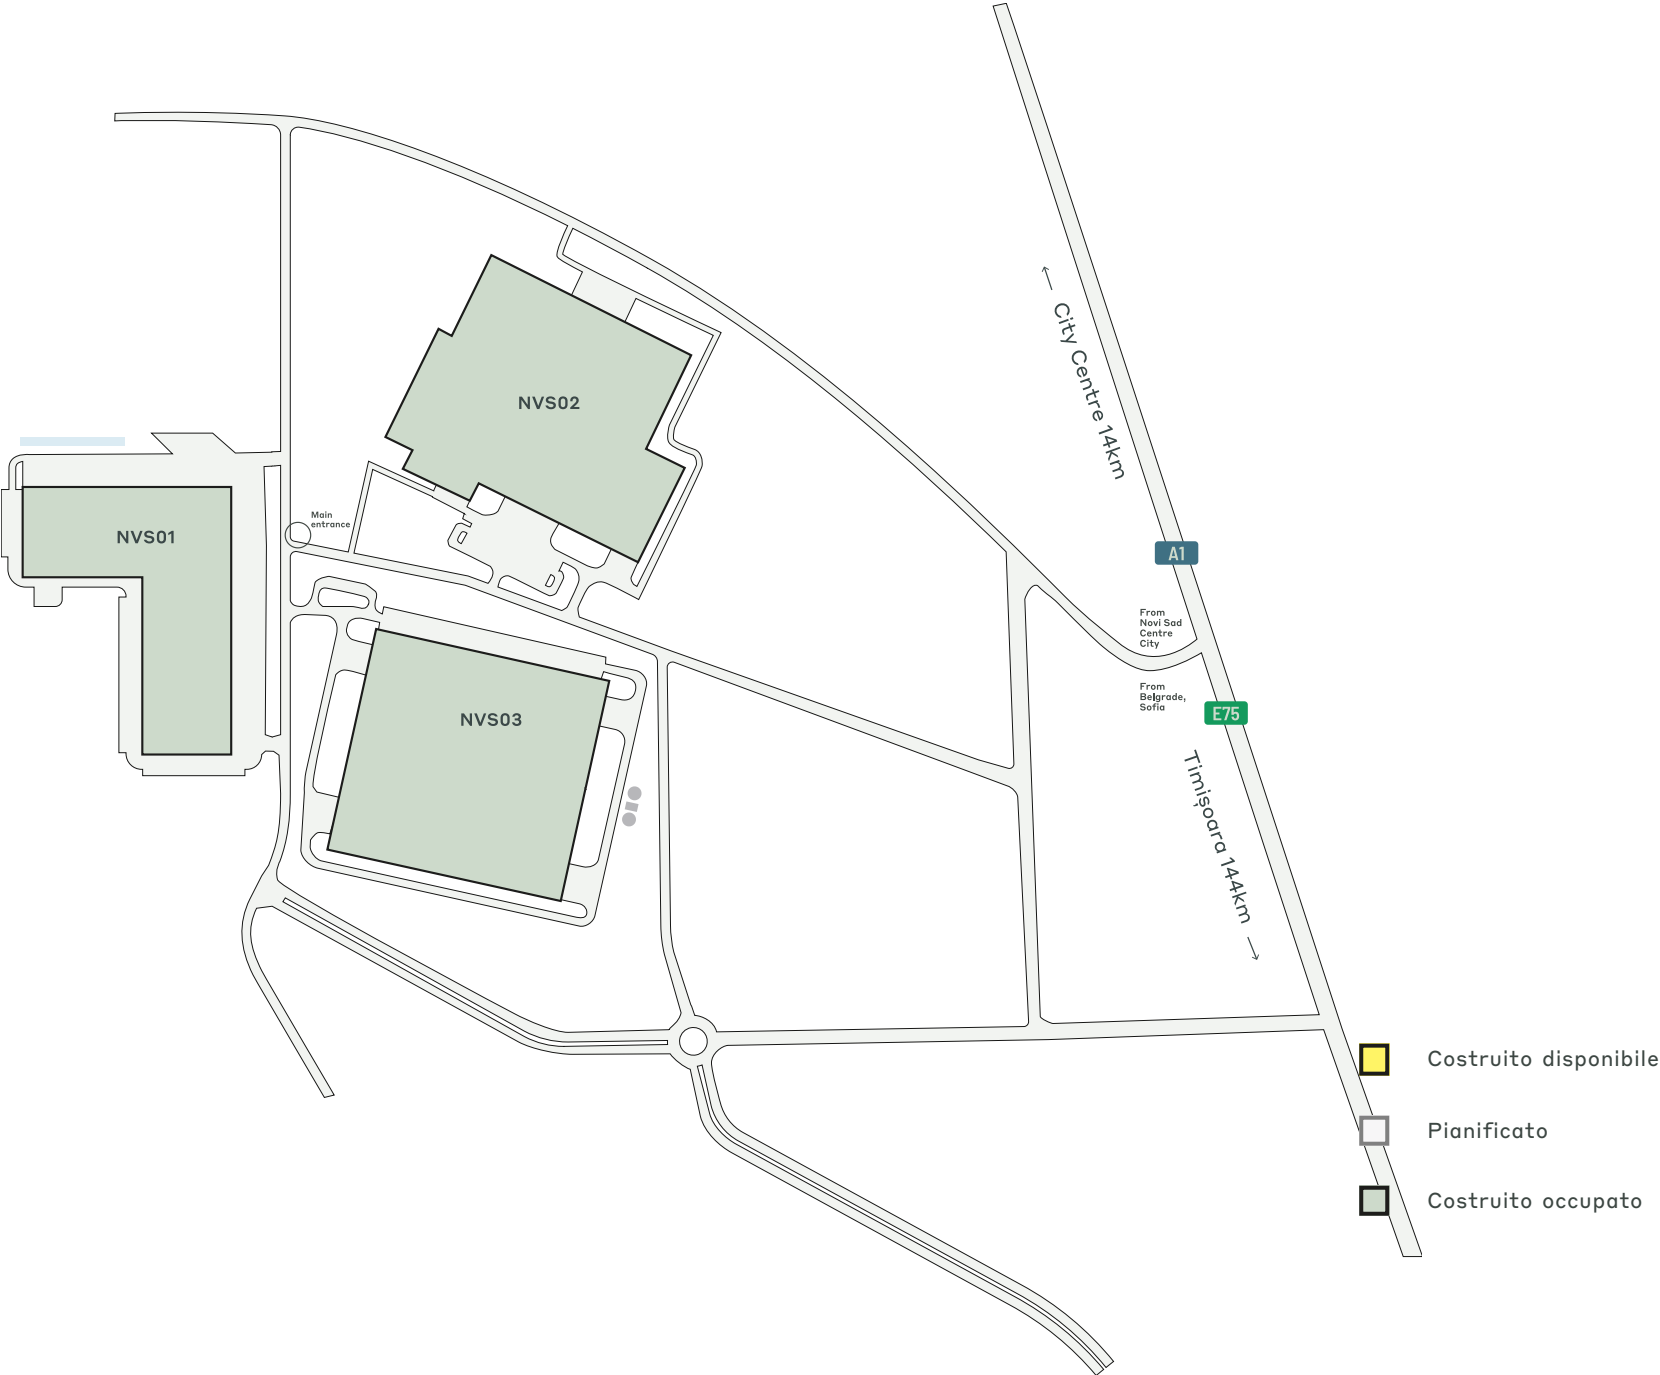 City Centre 14km
NVS02
NVS01
Main
entrance
A1
From
Novi Sad
Centre
City
From
Belgrade,
Sofia
E75
NVS03
Timișoara 144km
Costruito disponibile
Pianificato
Costruito occupato